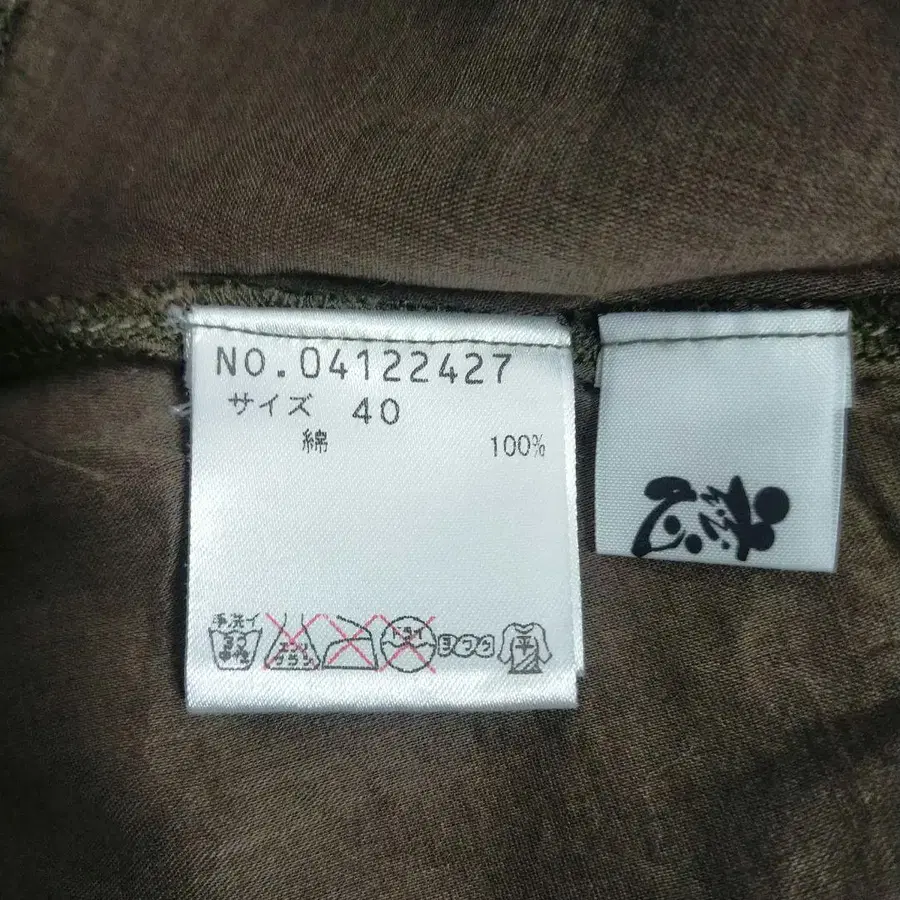 NO.04122427
サイズ 40
綿 100%
手洗イ エンソサラシ ドライ ヨワク 平